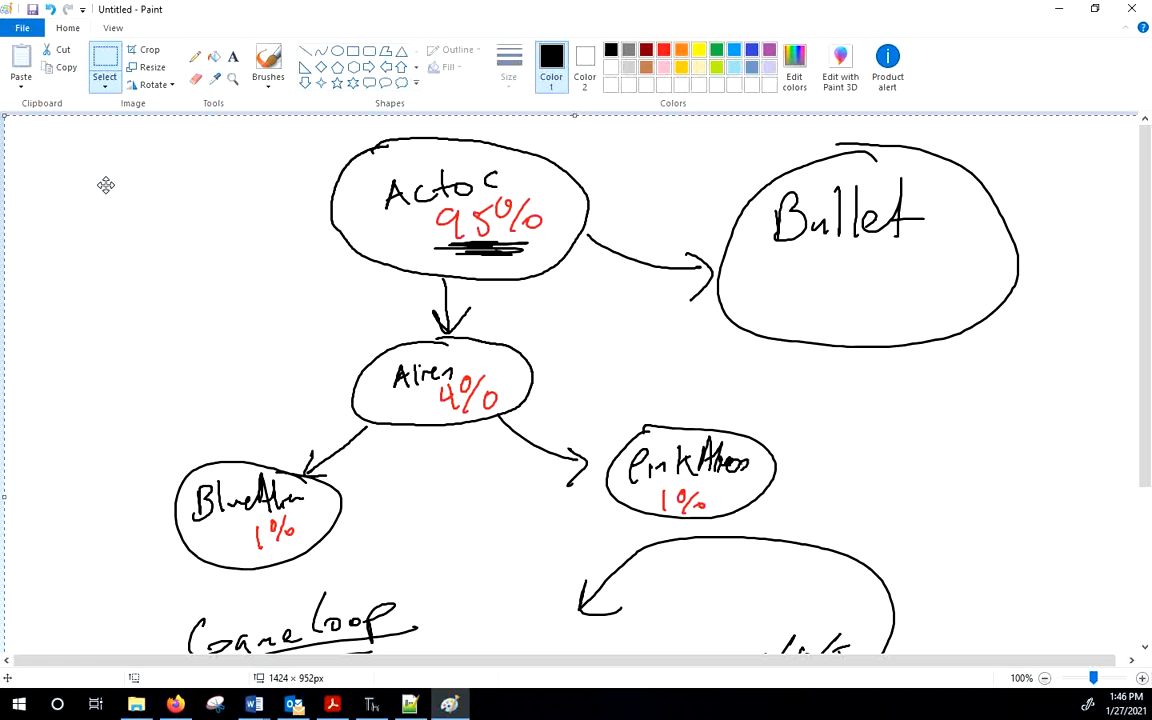 Untitled - Paint
File Home View
Paste
Cut
Copy
Clipboard
Select
Crop
Resize
Rotate
Image
Tools
Brushes
Shapes
Outline
Fill
Size
Color 1
Color 2
Edit colors
Colors
Edit with Paint 3D
Product alert
Actor
95%
Bullet
Alien
4%
BlueAlien
1%
PinkAlien
1%
Game Loop
1424 × 952px
100%
1:46 PM
1/27/2021